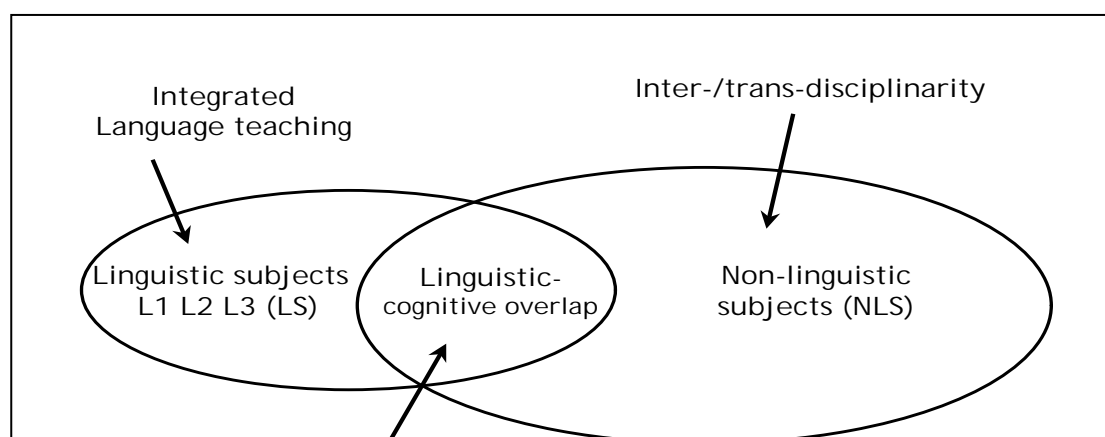 Integrated
Language teaching
Inter-/trans-disciplinarity
Linguistic subjects
L1 L2 L3 (LS)
Linguistic-
cognitive overlap
Non-linguistic
subjects (NLS)